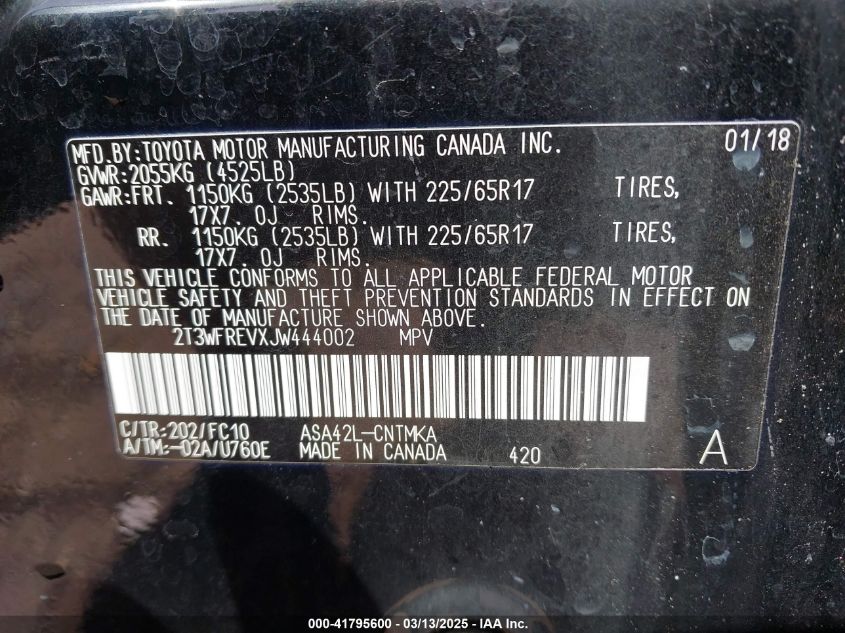 MFD.BY:TOYOTA MOTOR MANUFACTURING CANADA INC. 01/18
GVWR:2055KG (4525LB)
GAWR:FRT. 1150KG (2535LB) WITH 225/65R17 TIRES,
17X7.0J RIMS.
RR. 1150KG (2535LB) WITH 225/65R17 TIRES,
17X7.0J RIMS.
THIS VEHICLE CONFORMS TO ALL APPLICABLE FEDERAL MOTOR
VEHICLE SAFETY AND THEFT PREVENTION STANDARDS IN EFFECT ON
THE DATE OF MANUFACTURE SHOWN ABOVE.
2T3WFREVXJW444002 MPV
C/TR:202/FC10 ASA42L-CNTMKA
A/TM:-02A/U760E MADE IN CANADA 420 A
000-41795600 / 03/13/2025 - IAA Inc.